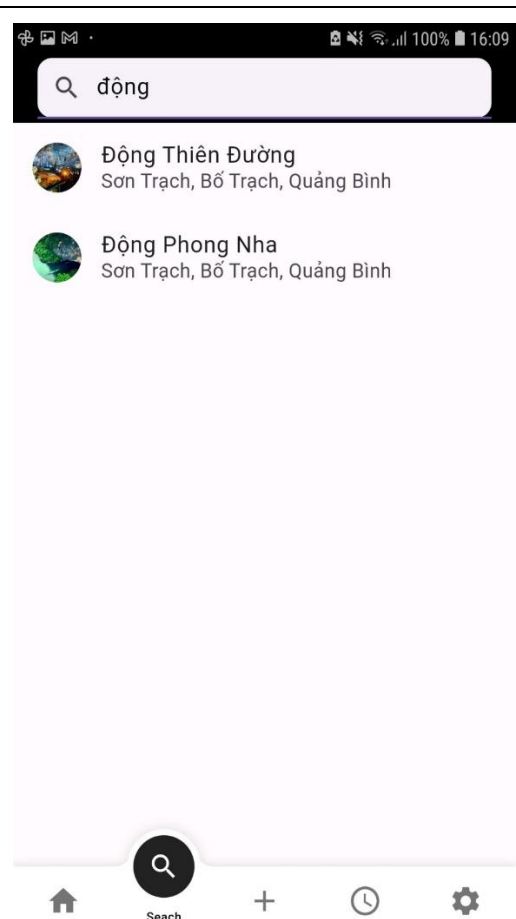 100% 16:09
động
Động Thiên Đường
Sơn Trạch, Bố Trạch, Quảng Bình
Động Phong Nha
Sơn Trạch, Bố Trạch, Quảng Bình
Seach